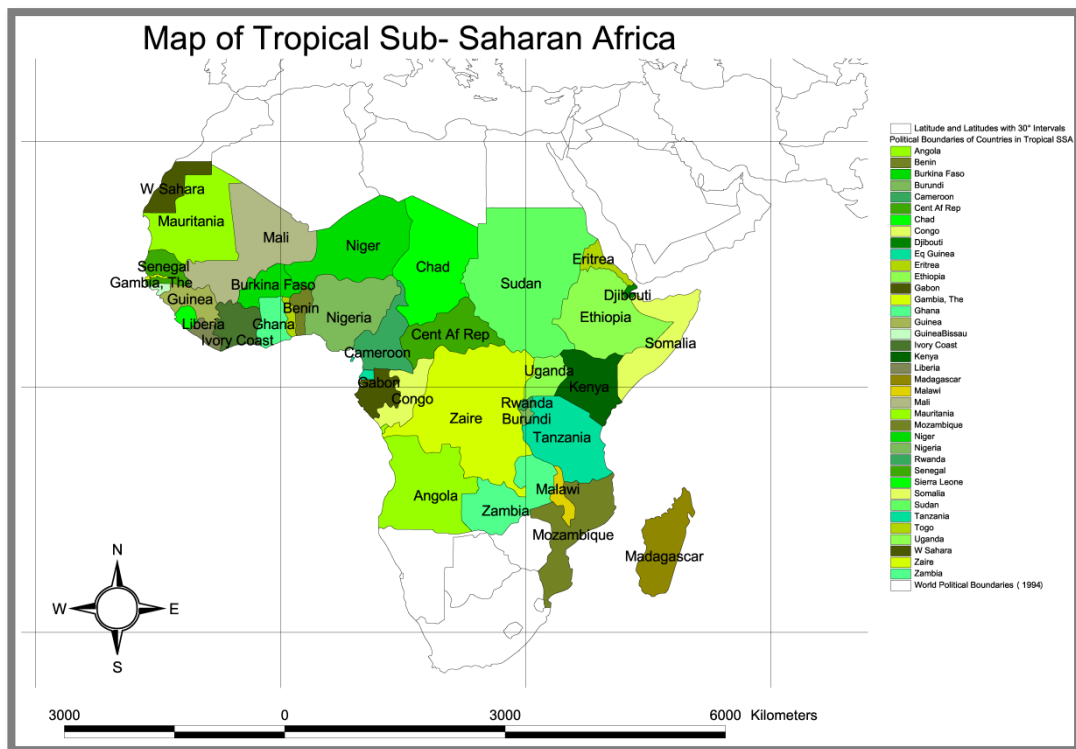 Map of Tropical Sub- Saharan Africa
W Sahara
Mauritania
Mali
Niger
Chad
Sudan
Eritrea
Senegal
Gambia, The
Burkina Faso
Djibouti
Guinea
Benin
Ethiopia
Liberia
Ghana
Nigeria
Ivory Coast
Cent Af Rep
Somalia
Cameroon
Uganda
Gabon
Kenya
Congo
Rwanda
Zaire
Burundi
Tanzania
Angola
Malawi
Zambia
Mozambique
Madagascar
N
W E
S
3000 0 3000 6000 Kilometers
Latitude and Latitudes with 30° Intervals
Political Boundaries of Countries in Tropical SSA
Angola
Benin
Burkina Faso
Burundi
Cameroon
Cent Af Rep
Chad
Congo
Djibouti
Eq Guinea
Eritrea
Ethiopia
Gabon
Gambia, The
Ghana
Guinea
GuineaBissau
Ivory Coast
Kenya
Liberia
Madagascar
Malawi
Mali
Mauritania
Mozambique
Niger
Nigeria
Rwanda
Senegal
Sierra Leone
Somalia
Sudan
Tanzania
Togo
Uganda
W Sahara
Zaire
Zambia
World Political Boundaries ( 1994)